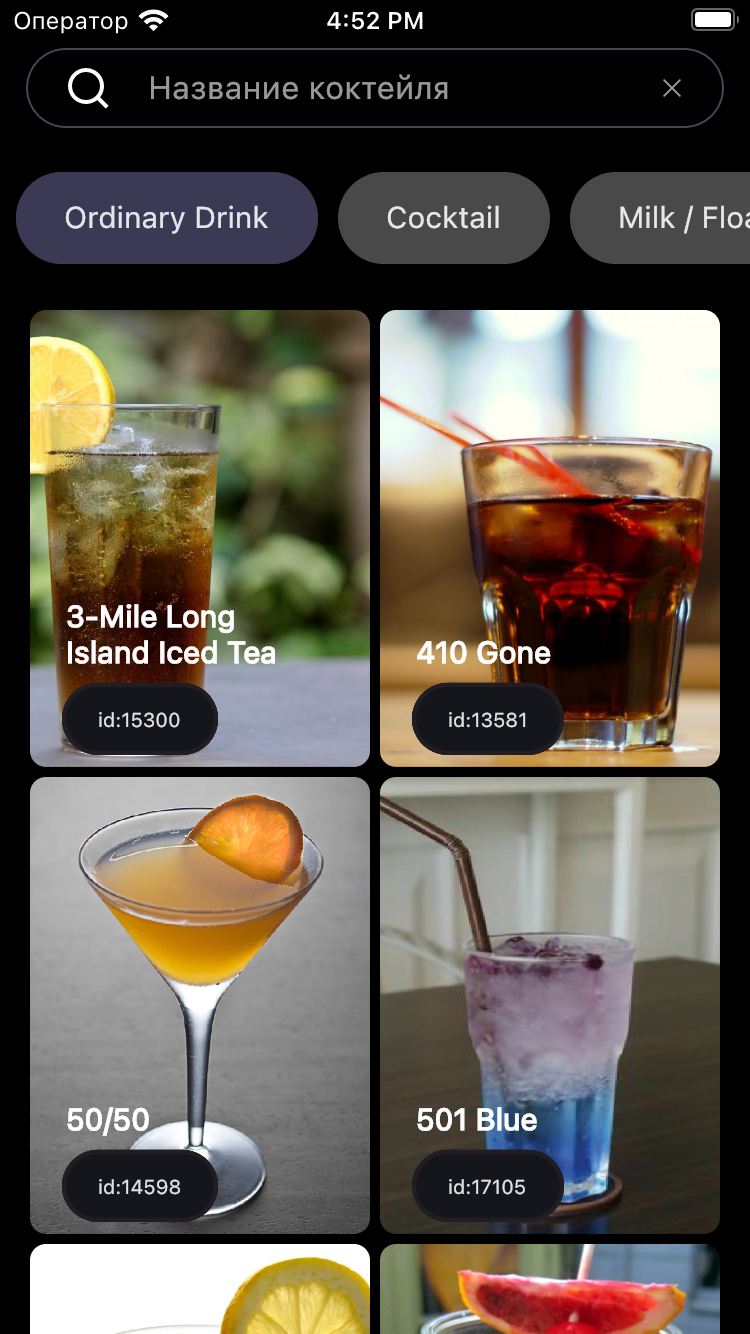 Оператор 4:52 PM
Название коктейля
Ordinary Drink Cocktail Milk / Floa
3-Mile Long
Island Iced Tea
id:15300
410 Gone
id:13581
50/50
id:14598
501 Blue
id:17105